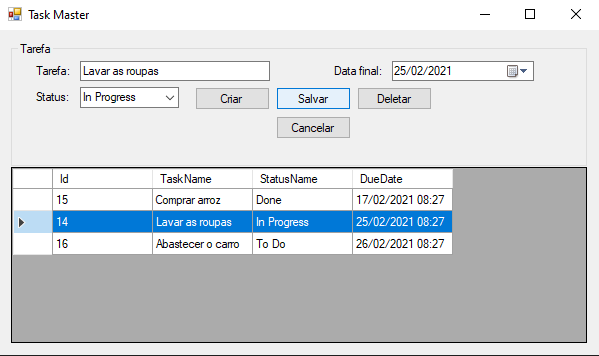 Task Master
Tarefa
Tarefa: Lavar as roupas Data final: 25/02/2021
Status: In Progress Criar Salvar Deletar
Cancelar
Id TaskName StatusName DueDate
15 Comprar arroz Done 17/02/2021 08:27
14 Lavar as roupas In Progress 25/02/2021 08:27
16 Abastecer o carro To Do 26/02/2021 08:27